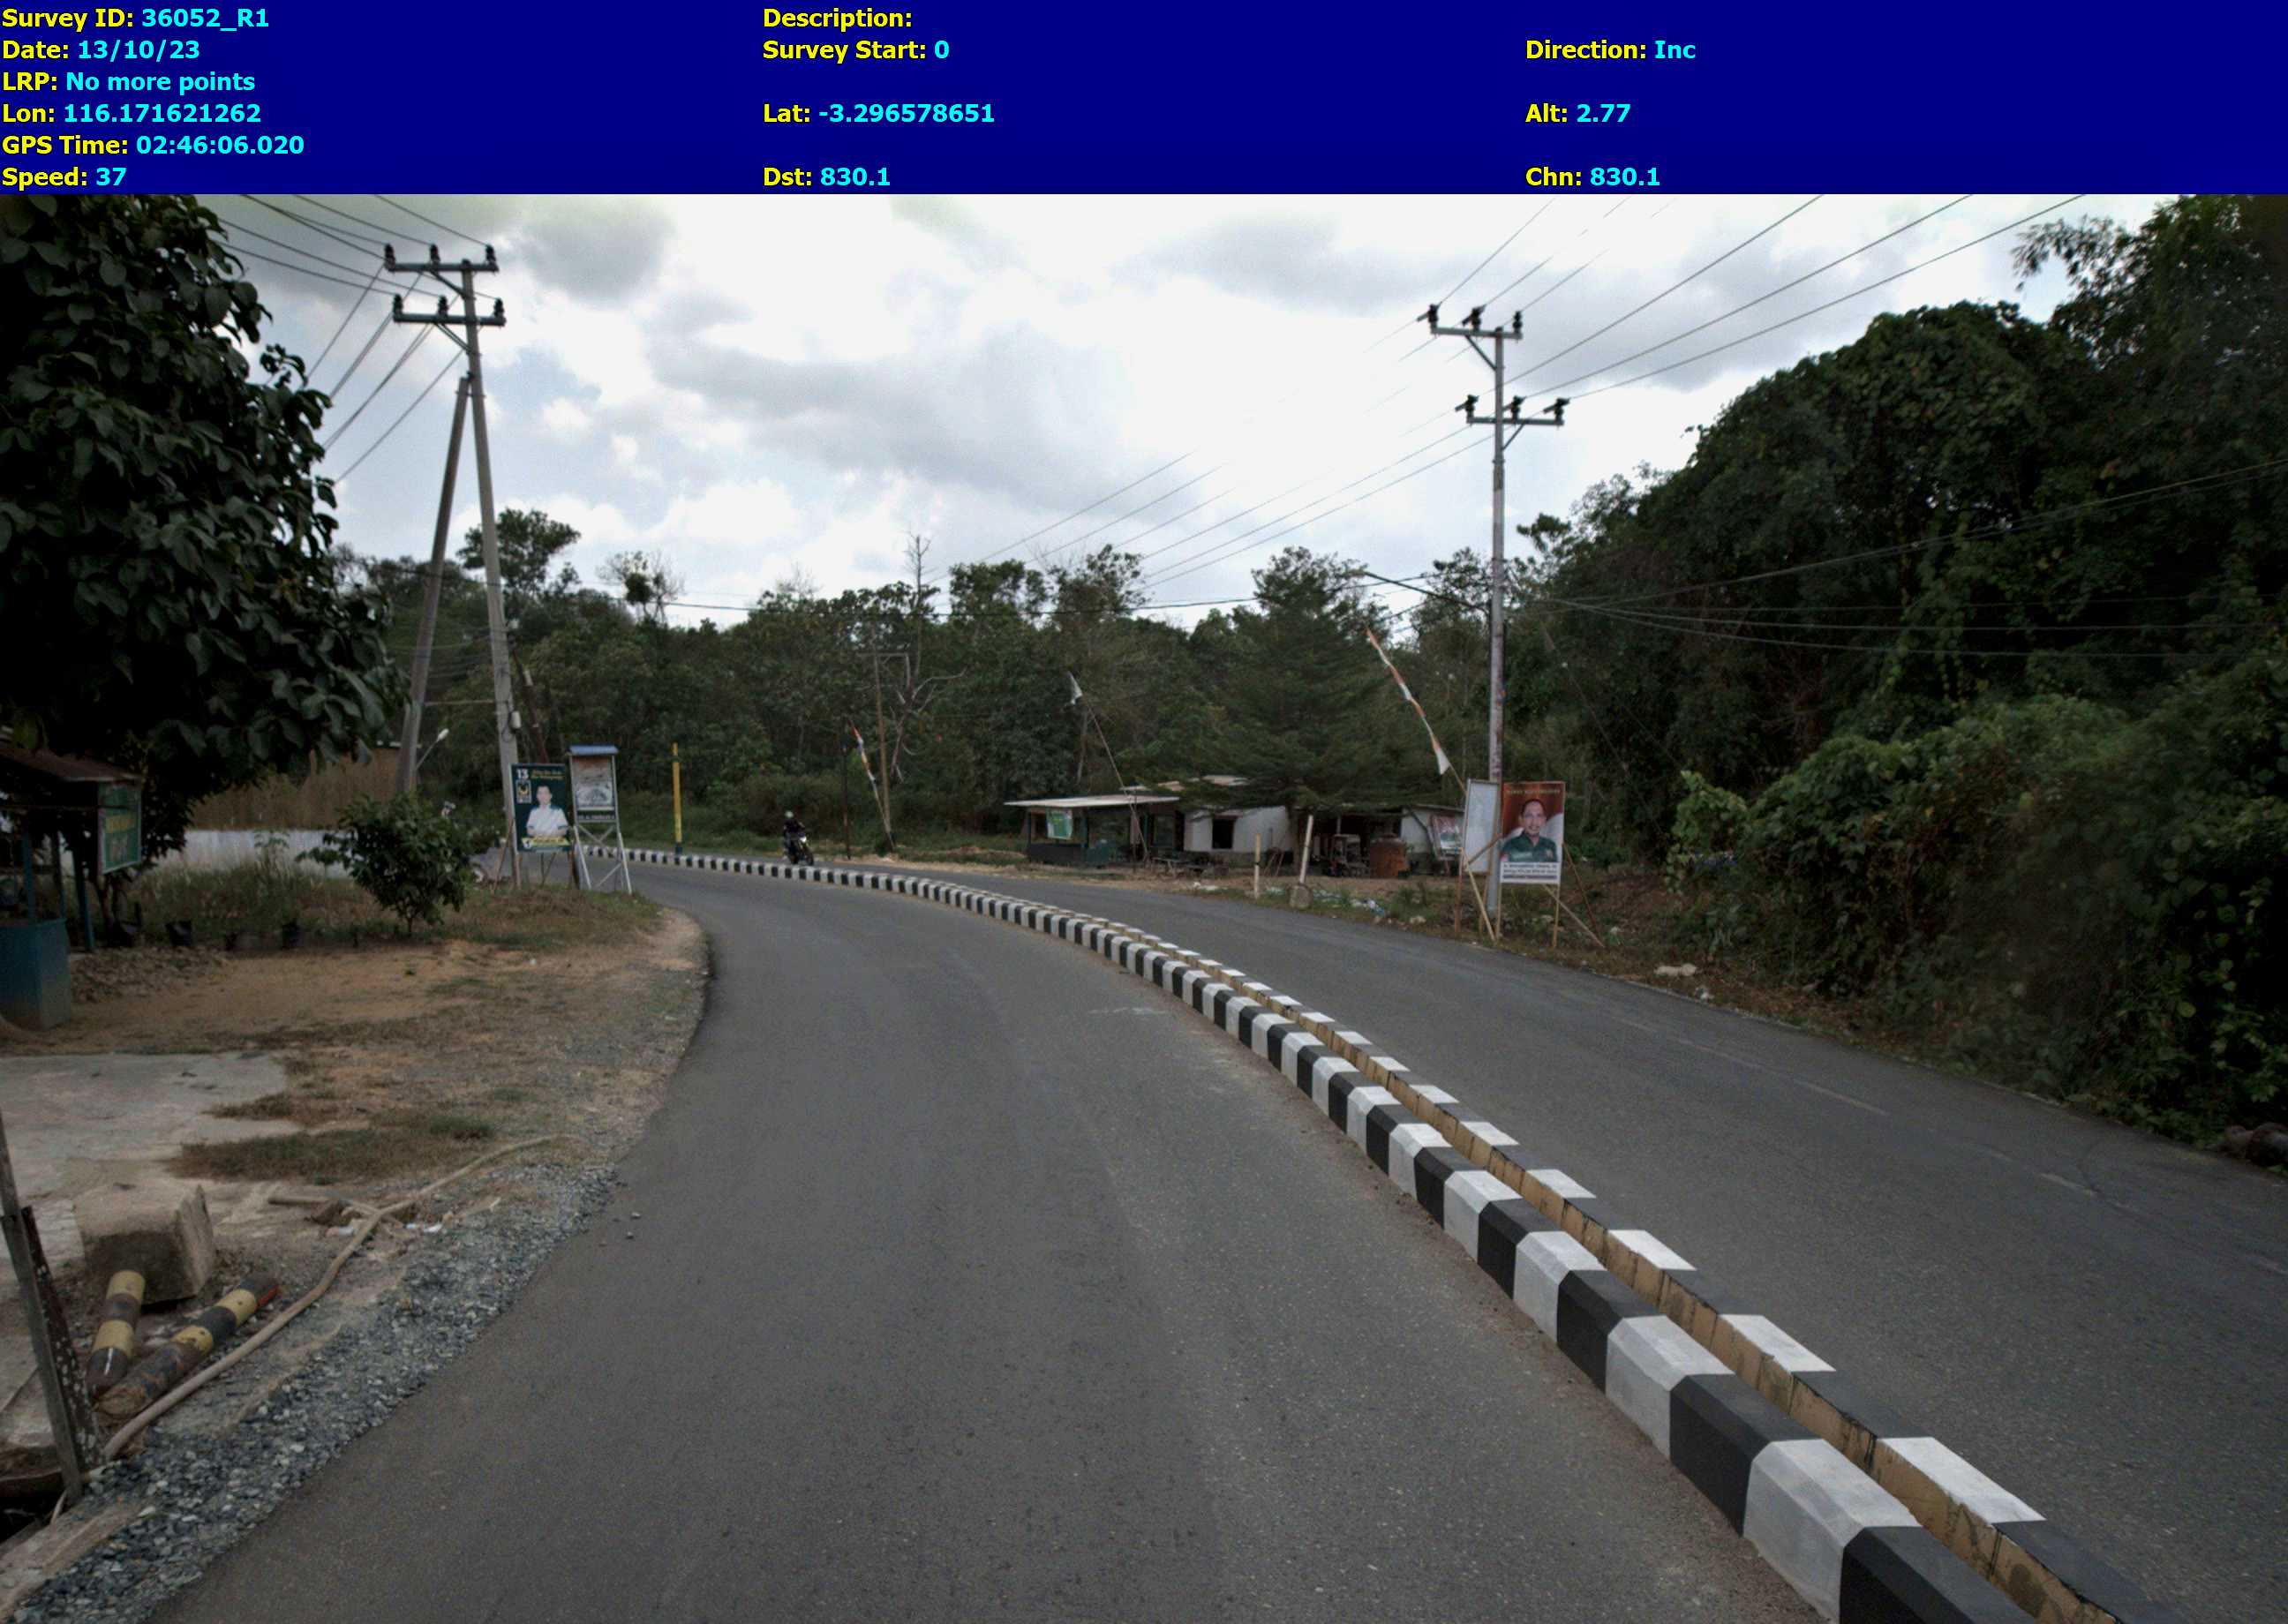 Survey ID: 36052_R1
Description:
Date: 13/10/23
Survey Start: 0
Direction: Inc
LRP: No more points
Lon: 116.171621262
Lat: -3.296578651
Alt: 2.77
GPS Time: 02:46:06.020
Speed: 37
Dst: 830.1
Chn: 830.1
13